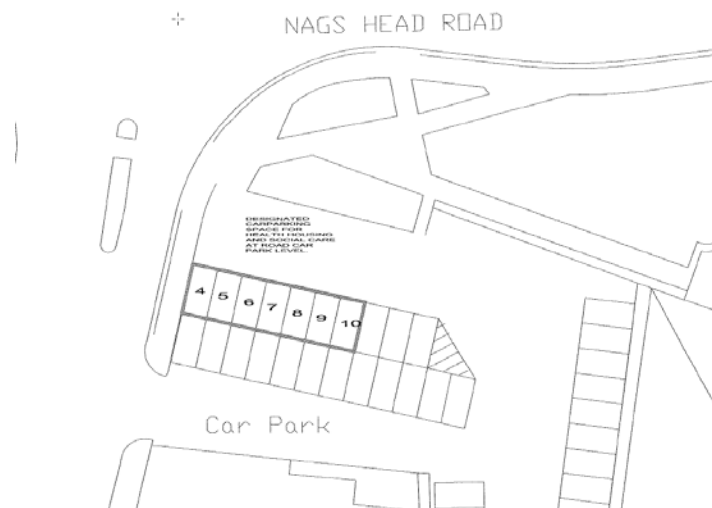 NAGS HEAD ROAD
DESIGNATED
CARPARKING
SPACE FOR
HEALTH HOUSING
AND SOCIAL CARE
AT ROAD CAR
PARK LEVEL.
4 5 6 7 8 9 10
Car Park